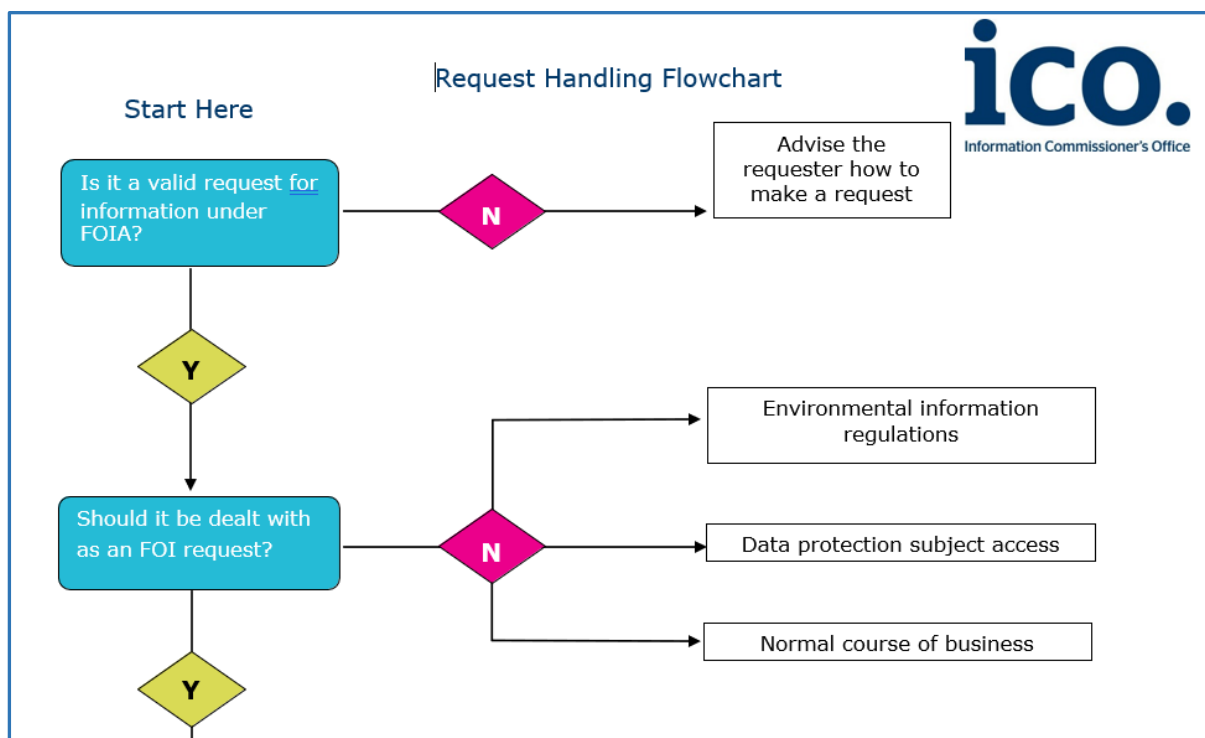 Request Handling Flowchart
ico.
Information Commissioner's Office
Start Here
Is it a valid request for
information under
FOIA?
N
Advise the
requester how to
make a request
Y
Should it be dealt with
as an FOI request?
N
Environmental information
regulations
Data protection subject access
Normal course of business
Y